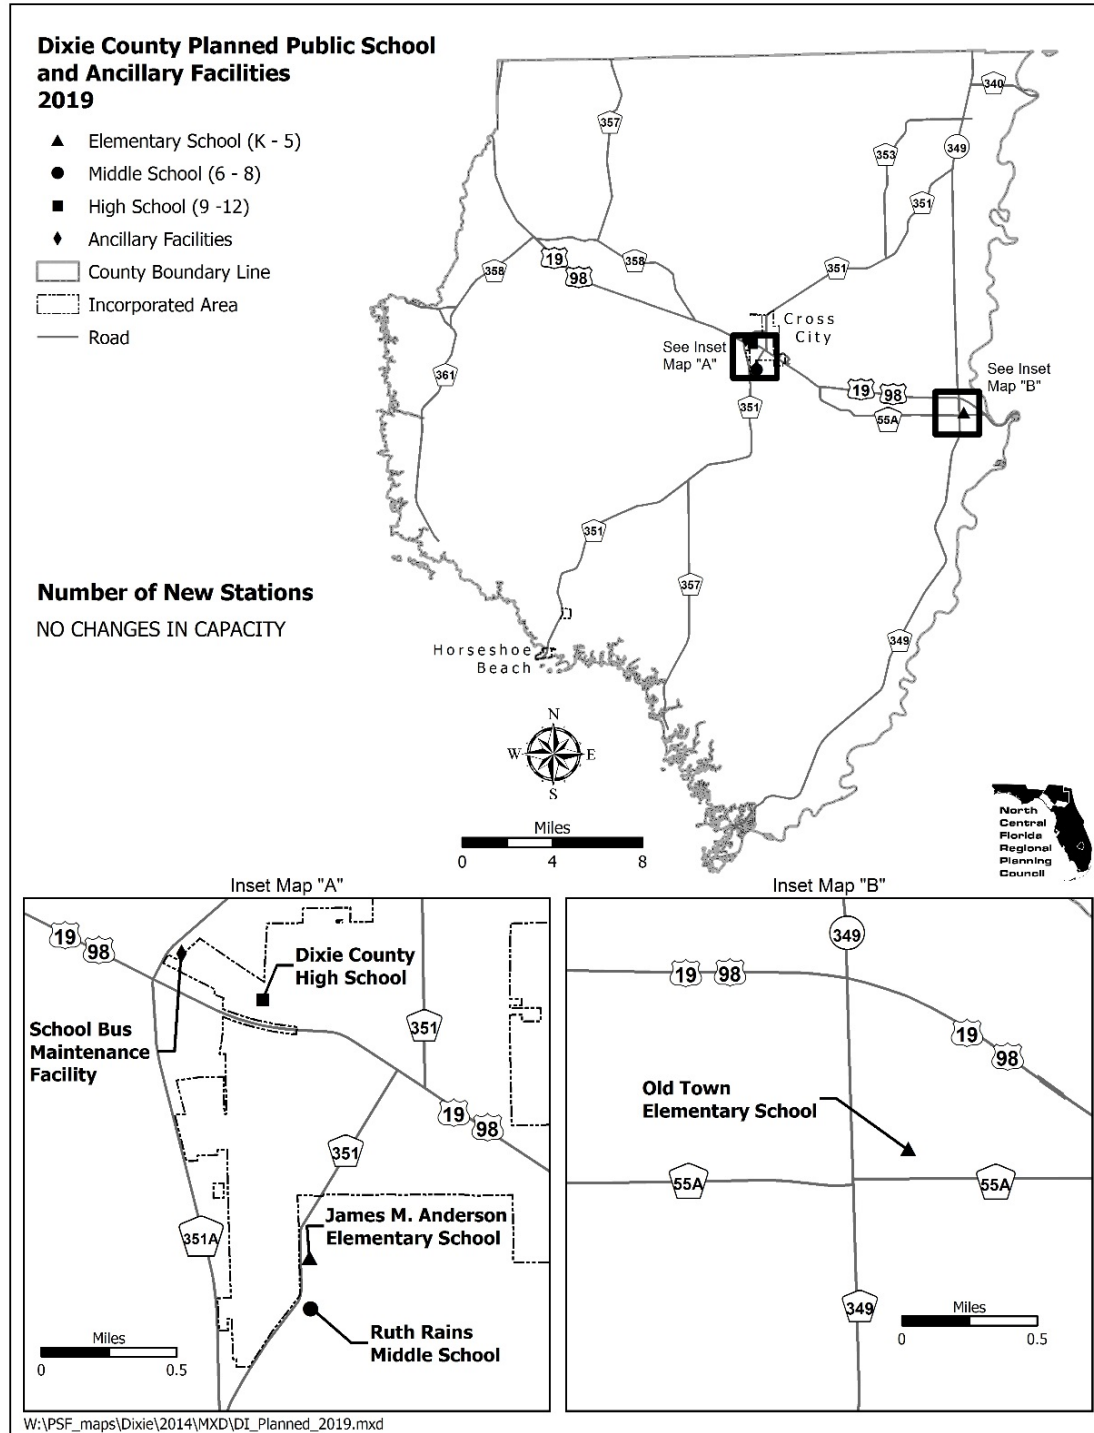 Dixie County Planned Public School
and Ancillary Facilities
2019
Elementary School (K - 5)
Middle School (6 - 8)
High School (9 -12)
Ancillary Facilities
County Boundary Line
Incorporated Area
Road
340
357
349
353
351
358
19
98
358
351
Cross
City
See Inset
Map "A"
See Inset
Map "B"
361
19
98
351
55A
351
357
349
Number of New Stations
NO CHANGES IN CAPACITY
Horseshoe
Beach
N
W
E
S
Miles
0
4
8
North
Central
Florida
Regional
Planning
Council
Inset Map "A"
19
98
Dixie County
High School
School Bus
Maintenance
Facility
351
19
98
351
James M. Anderson
Elementary School
351A
Ruth Rains
Middle School
Miles
0
0.5
Inset Map "B"
349
19
98
19
98
Old Town
Elementary School
55A
55A
349
Miles
0
0.5
W:\PSF_maps\Dixie\2014\MXD\DI_Planned_2019.mxd